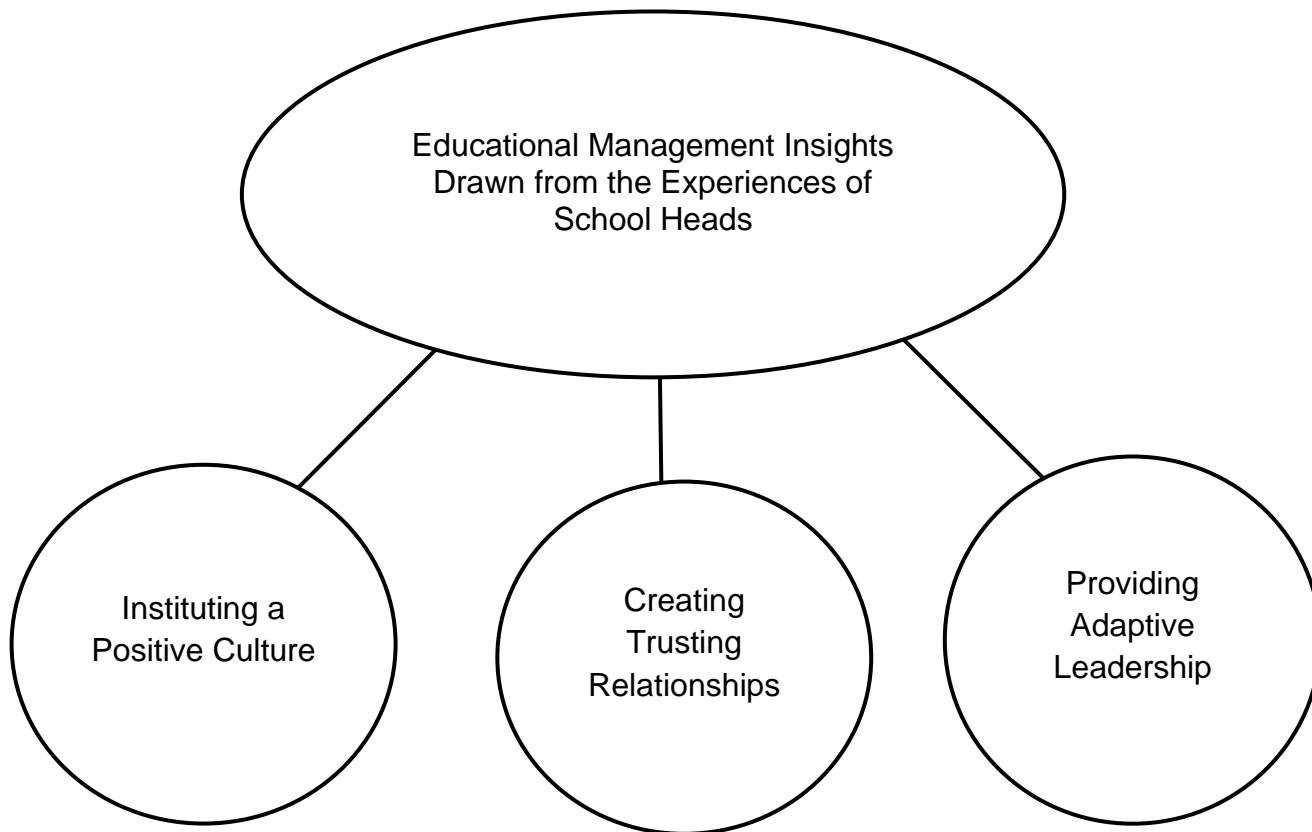 Educational Management Insights
Drawn from the Experiences of
School Heads
Instituting a
Positive Culture
Creating
Trusting
Relationships
Providing
Adaptive
Leadership